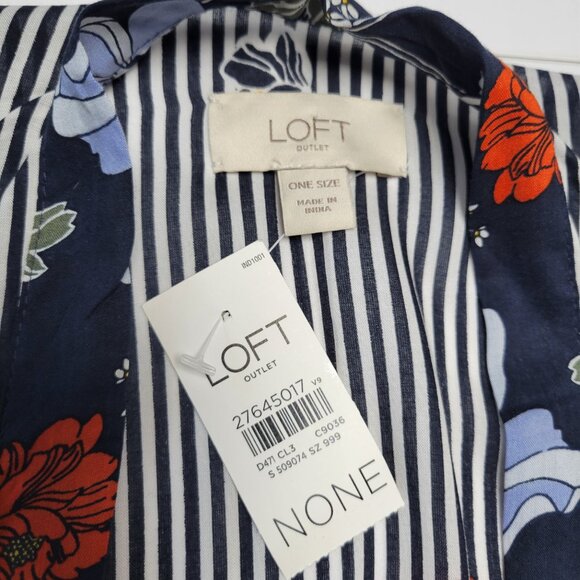 LOFT
OUTLET
ONE SIZE
MADE IN
INDIA
IND1001
LOFT
OUTLET
27645017 V9
D471 CL3 C9036
S 509074 SZ 999
NONE